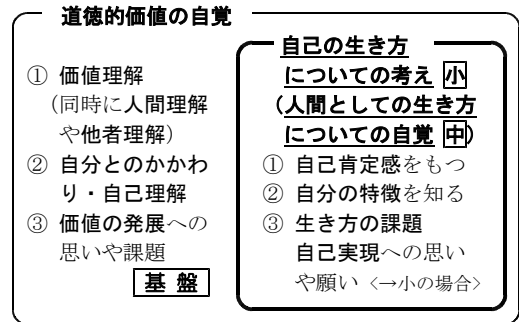 道徳的価値の自覚
① 価値理解
(同時に人間理解
や他者理解)
② 自分とのかかわ
り・自己理解
③ 価値の発展への
思いや課題
基 盤
自己の生き方
についての考え 小
(人間としての生き方
についての自覚 中)
① 自己肯定感をもつ
② 自分の特徴を知る
③ 生き方の課題
自己実現への思い
や願い <→小の場合>